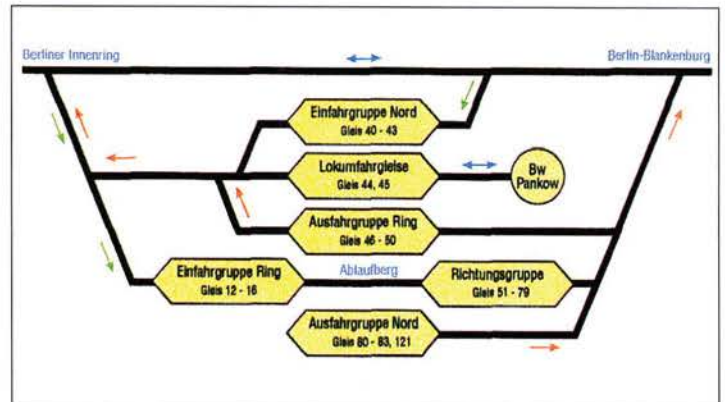 Berliner Innenring
Berlin-Blankenburg
Einfahrgruppe Nord
Gleis 40 - 43
Lokumfahrgleise
Gleis 44, 45
Bw
Pankow
Ausfahrgruppe Ring
Gleis 46 - 50
Einfahrgruppe Ring
Gleis 12 - 16
Ablaufberg
Richtungsgruppe
Gleis 51 - 79
Ausfahrgruppe Nord
Gleis 80 - 83, 121